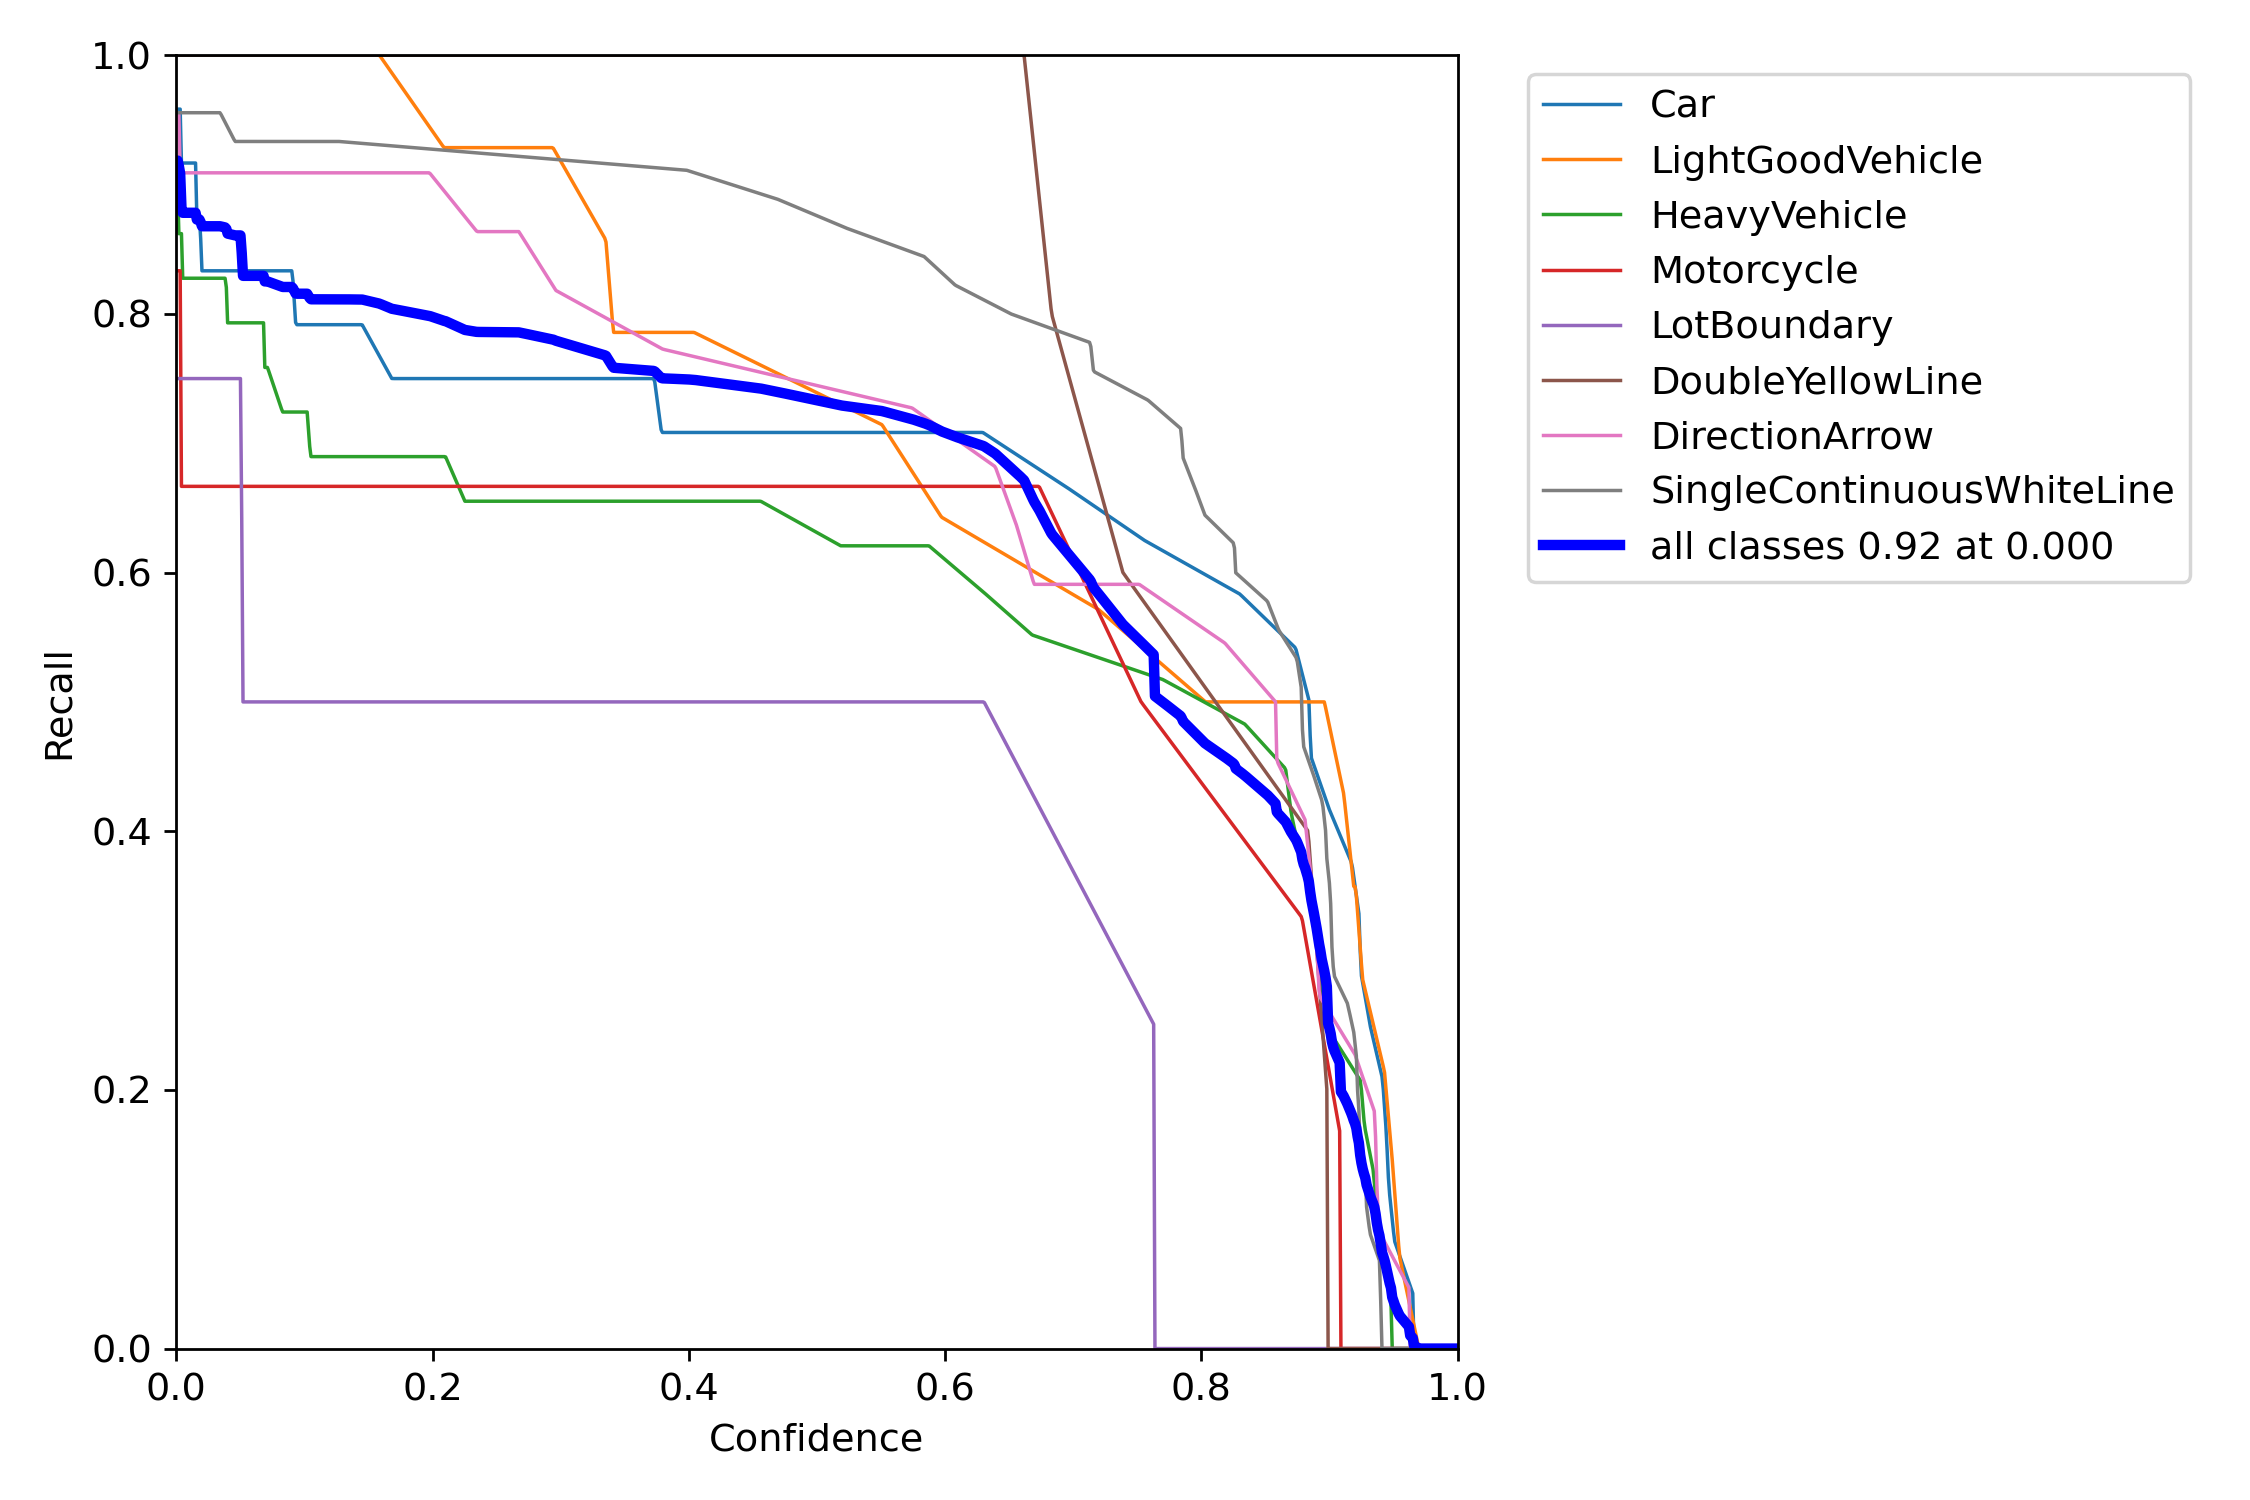 1.0
0.8
0.6
0.4
0.2
0.0
Recall
0.0 0.2 0.4 0.6 0.8 1.0
Confidence
Car
LightGoodVehicle
HeavyVehicle
Motorcycle
LotBoundary
DoubleYellowLine
DirectionArrow
SingleContinuousWhiteLine
all classes 0.92 at 0.000